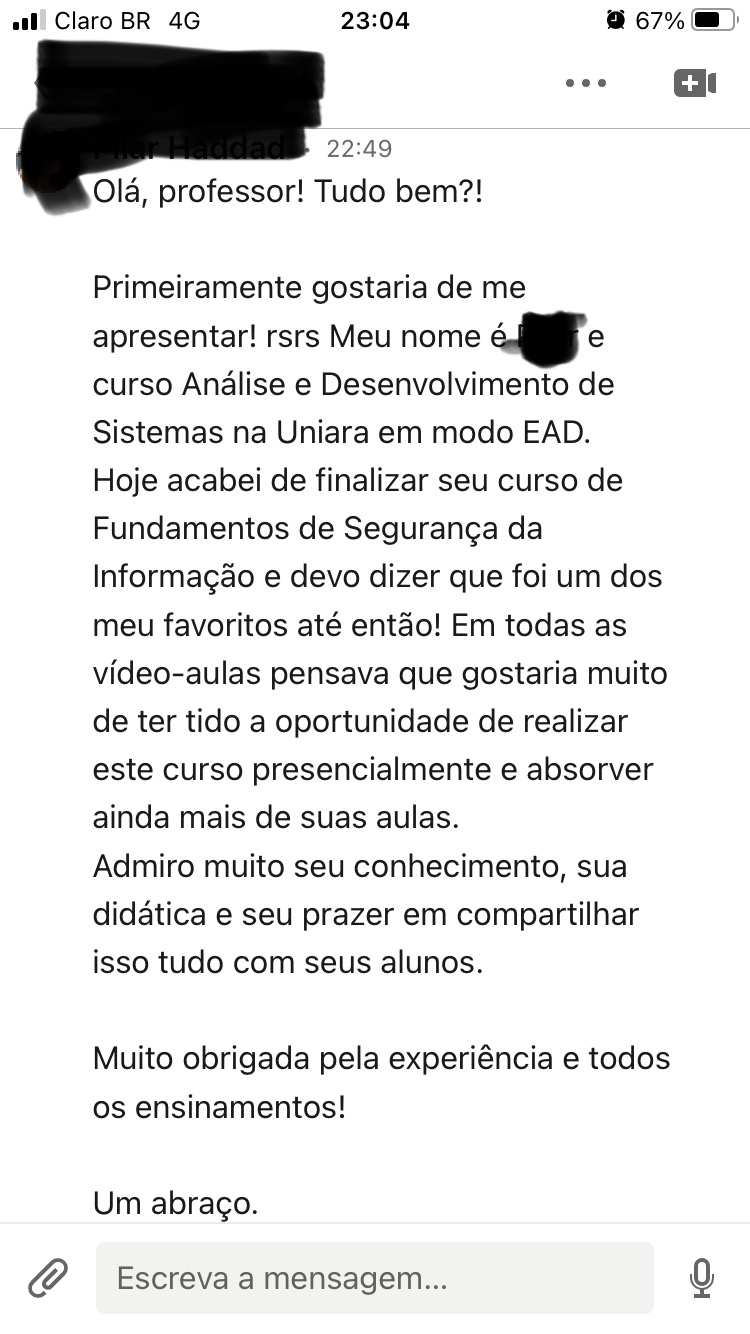 Claro BR 4G 23:04 67%
22:49
Olá, professor! Tudo bem?!
Primeiramente gostaria de me
apresentar! rsrs Meu nome é e
curso Análise e Desenvolvimento de
Sistemas na Uniara em modo EAD.
Hoje acabei de finalizar seu curso de
Fundamentos de Segurança da
Informação e devo dizer que foi um dos
meu favoritos até então! Em todas as
vídeo-aulas pensava que gostaria muito
de ter tido a oportunidade de realizar
este curso presencialmente e absorver
ainda mais de suas aulas.
Admiro muito seu conhecimento, sua
didática e seu prazer em compartilhar
isso tudo com seus alunos.
Muito obrigada pela experiência e todos
os ensinamentos!
Um abraço.
Escreva a mensagem...